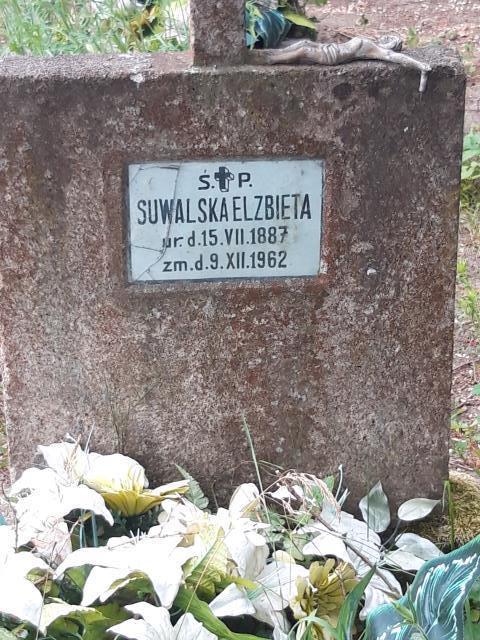 Ś.✝P.
SUWALSKA ELZBIETA
ur.d.15.VII.1887
zm.d.9.XII.1962